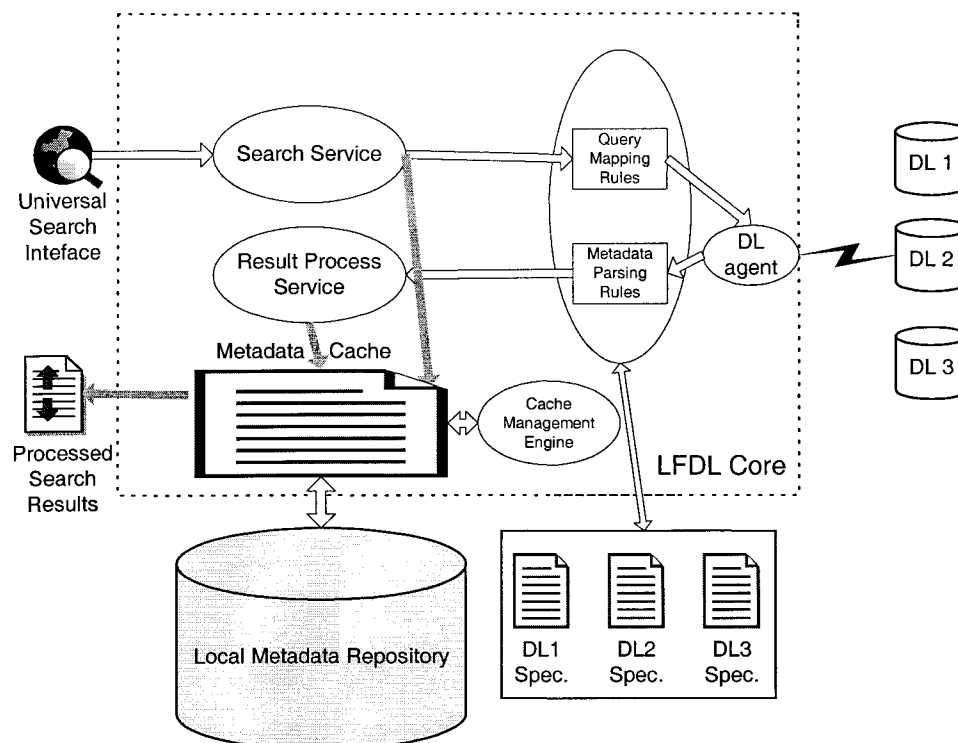 Universal
Search
Inteface
Search Service
Query
Mapping
Rules
DL 1
DL 2
DL 3
DL
agent
Result Process
Service
Metadata
Parsing
Rules
Metadada Cache
Cache
Management
Engine
LFDL Core
Processed
Search
Results
Local Metadata Repository
DL1
Spec.
DL2
Spec.
DL3
Spec.